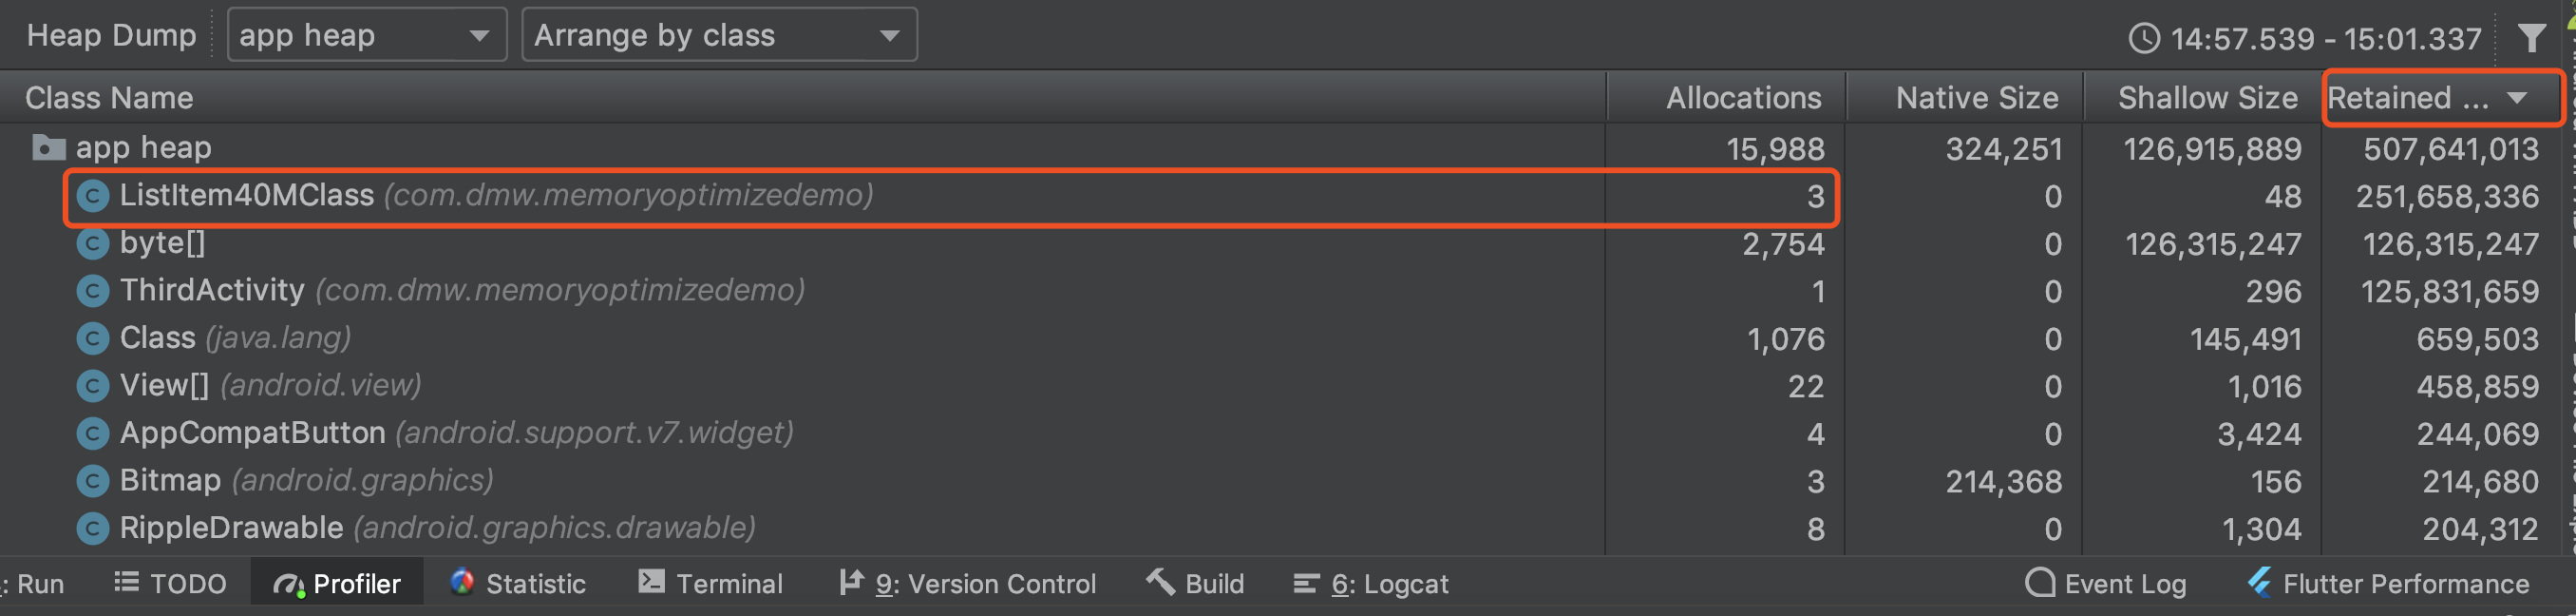 Heap Dump app heap Arrange by class 14:57.539 - 15:01.337
Class Name Allocations Native Size Shallow Size Retained ...
app heap 15,988 324,251 126,915,889 507,641,013
ListItem40MClass (com.dmw.memoryoptimizedemo) 3 0 48 251,658,336
byte[] 2,754 0 126,315,247 126,315,247
ThirdActivity (com.dmw.memoryoptimizedemo) 1 0 296 125,831,659
Class (java.lang) 1,076 0 145,491 659,503
View[] (android.view) 22 0 1,016 458,859
AppCompatButton (android.support.v7.widget) 4 0 3,424 244,069
Bitmap (android.graphics) 3 214,368 156 214,680
RippleDrawable (android.graphics.drawable) 8 0 1,304 204,312
: Run TODO Profiler Statistic Terminal 9: Version Control Build 6: Logcat Event Log Flutter Performance